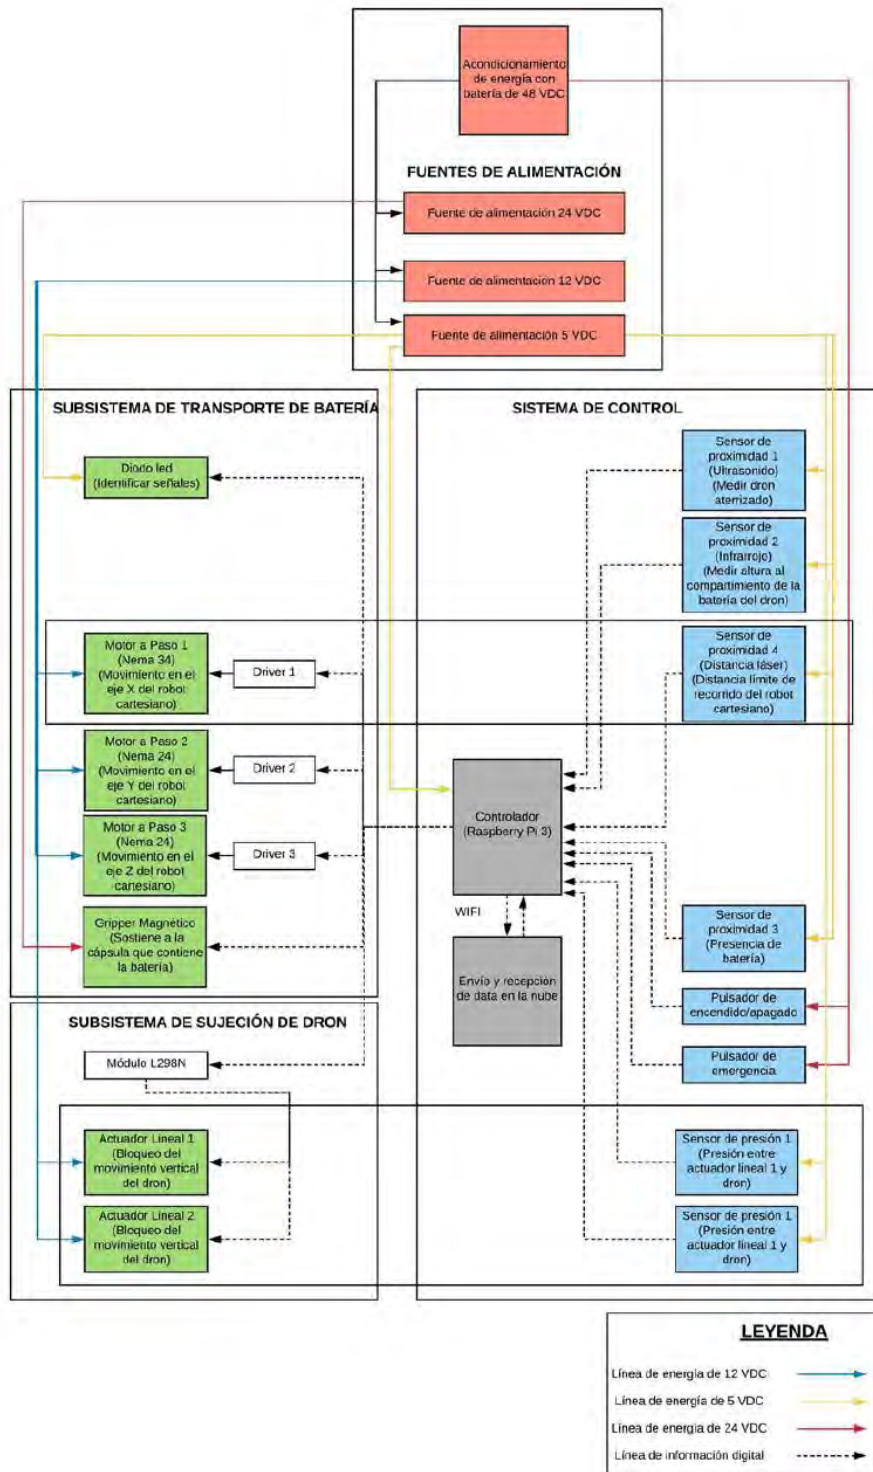 Acondicionamiento
de energía con
batería de 48 VDC
FUENTES DE ALIMENTACIÓN
Fuente de alimentación 24 VDC
Fuente de alimentación 12 VDC
Fuente de alimentación 5 VDC
SUBSISTEMA DE TRANSPORTE DE BATERÍA
Diodo led
(Identificar señales)
Motor a Paso 1
(Nema 34)
(Movimiento en el
eje X del robot
cartesiano)
Driver 1
Motor a Paso 2
(Nema 24)
(Movimiento en el
eje Y del robot
cartesiano)
Driver 2
Motor a Paso 3
(Nema 24)
(Movimiento en el
eje Z del robot
cartesiano)
Driver 3
Gripper Magnético
(Sostiene a la
cápsula que contiene
la batería)
SUBSISTEMA DE SUJECIÓN DE DRON
Módulo L298N
Actuador Lineal 1
(Bloqueo del
movimiento vertical
del dron)
Actuador Lineal 2
(Bloqueo del
movimiento vertical
del dron)
SISTEMA DE CONTROL
Sensor de
proximidad 1
(Ultrasonido)
(Medir dron
aterrizado)
Sensor de
proximidad 2
(Infrarrojo)
(Medir altura al
compartimiento de la
batería del dron)
Sensor de
proximidad 4
(Distancia láser)
(Distancia límite de
recorrido del robot
cartesiano)
Controlador
(Raspberry Pi 3)
WIFI
Envío y recepción
de data en la nube
Sensor de
proximidad 3
(Presencia de
batería)
Pulsador de
encendido/apagado
Pulsador de
emergencia
Sensor de presión 1
(Presión entre
actuador lineal 1 y
dron)
Sensor de presión 1
(Presión entre
actuador lineal 1 y
dron)
LEYENDA
Línea de energía de 12 VDC
Línea de energía de 5 VDC
Línea de energia de 24 VDC
Línea de información digital